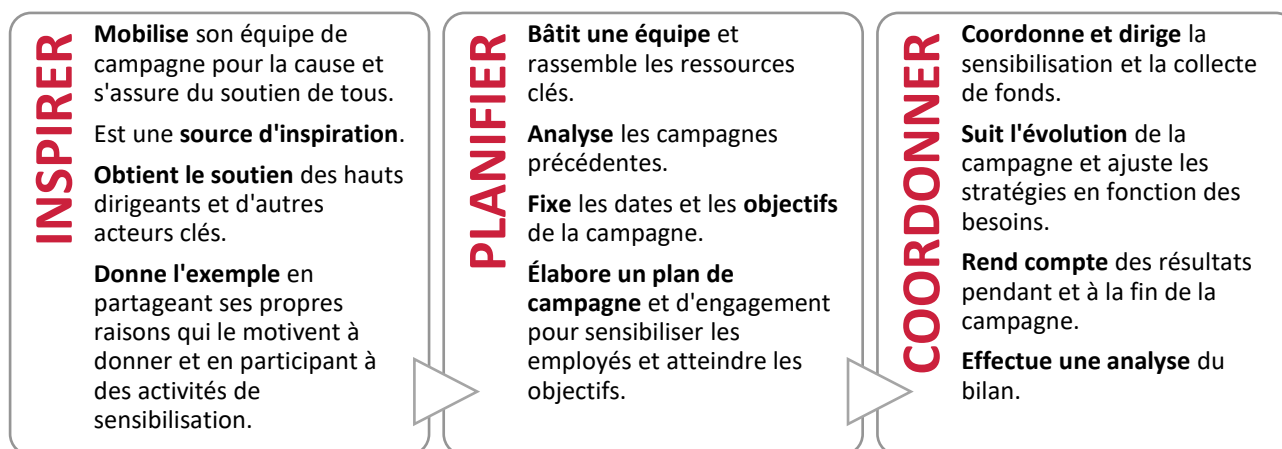 INSPIRER
Mobilise son équipe de
campagne pour la cause et
s'assure du soutien de tous.
Est une source d'inspiration.
Obtient le soutien des hauts
dirigeants et d'autres
acteurs clés.
Donne l'exemple en
partageant ses propres
raisons qui le motivent à
donner et en participant à
des activités de
sensibilisation.
PLANIFIER
Bâtit une équipe et
rassemble les ressources
clés.
Analyse les campagnes
précédentes.
Fixe les dates et les objectifs
de la campagne.
Élabore un plan de
campagne et d'engagement
pour sensibiliser les
employés et atteindre les
objectifs.
COORDONNER
Coordonne et dirige la
sensibilisation et la collecte
de fonds.
Suit l'évolution de la
campagne et ajuste les
stratégies en fonction des
besoins.
Rend compte des résultats
pendant et à la fin de la
campagne.
Effectue une analyse du
bilan.